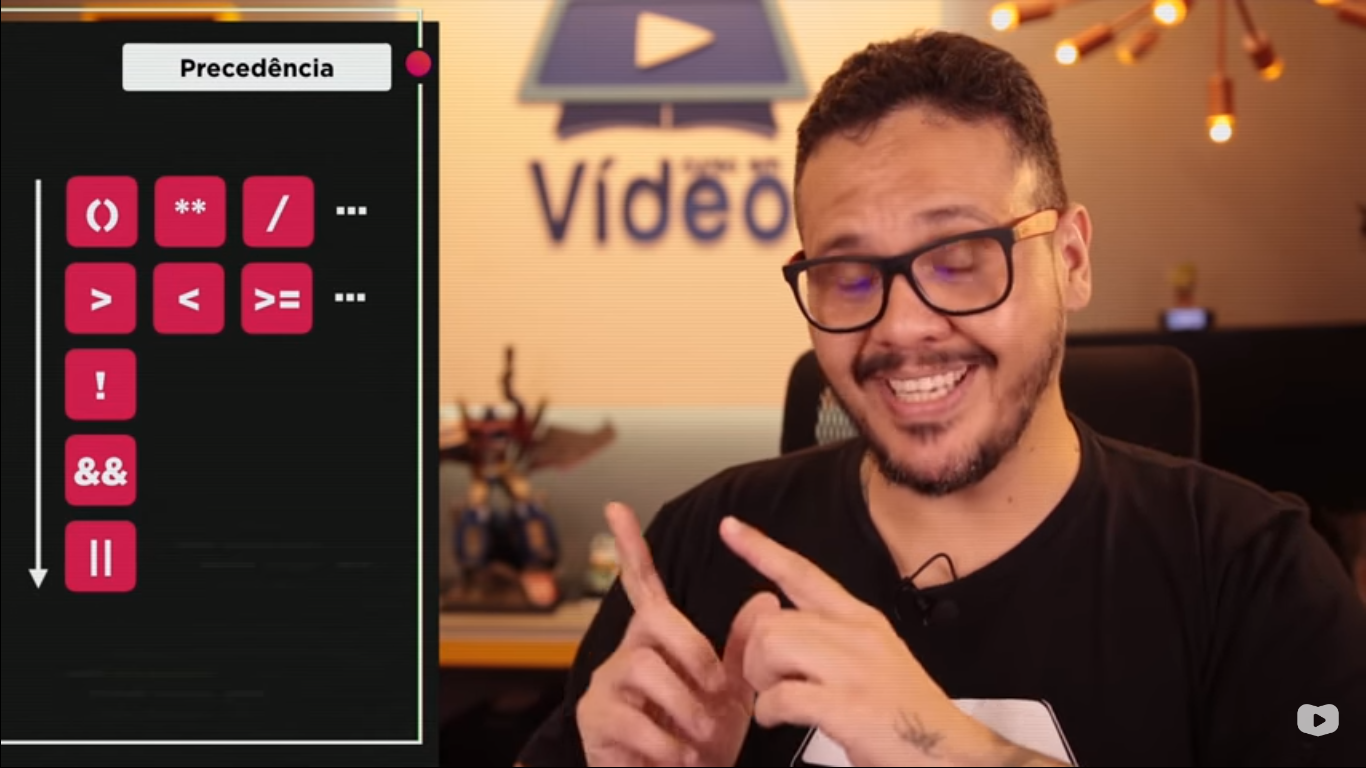 Precedência
() ** / ...
> < >= ...
!
&&
||
Vídeo